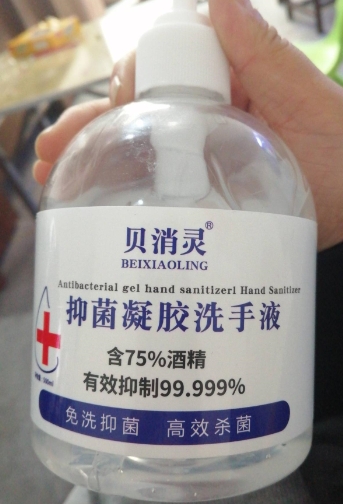 贝消灵®
BEIXIAOLING
Antibacterial gel hand sanitizeri Hand Sanitizer
抑菌凝胶洗手液
含75%酒精
有效抑制99.999%
免洗抑菌 高效杀菌